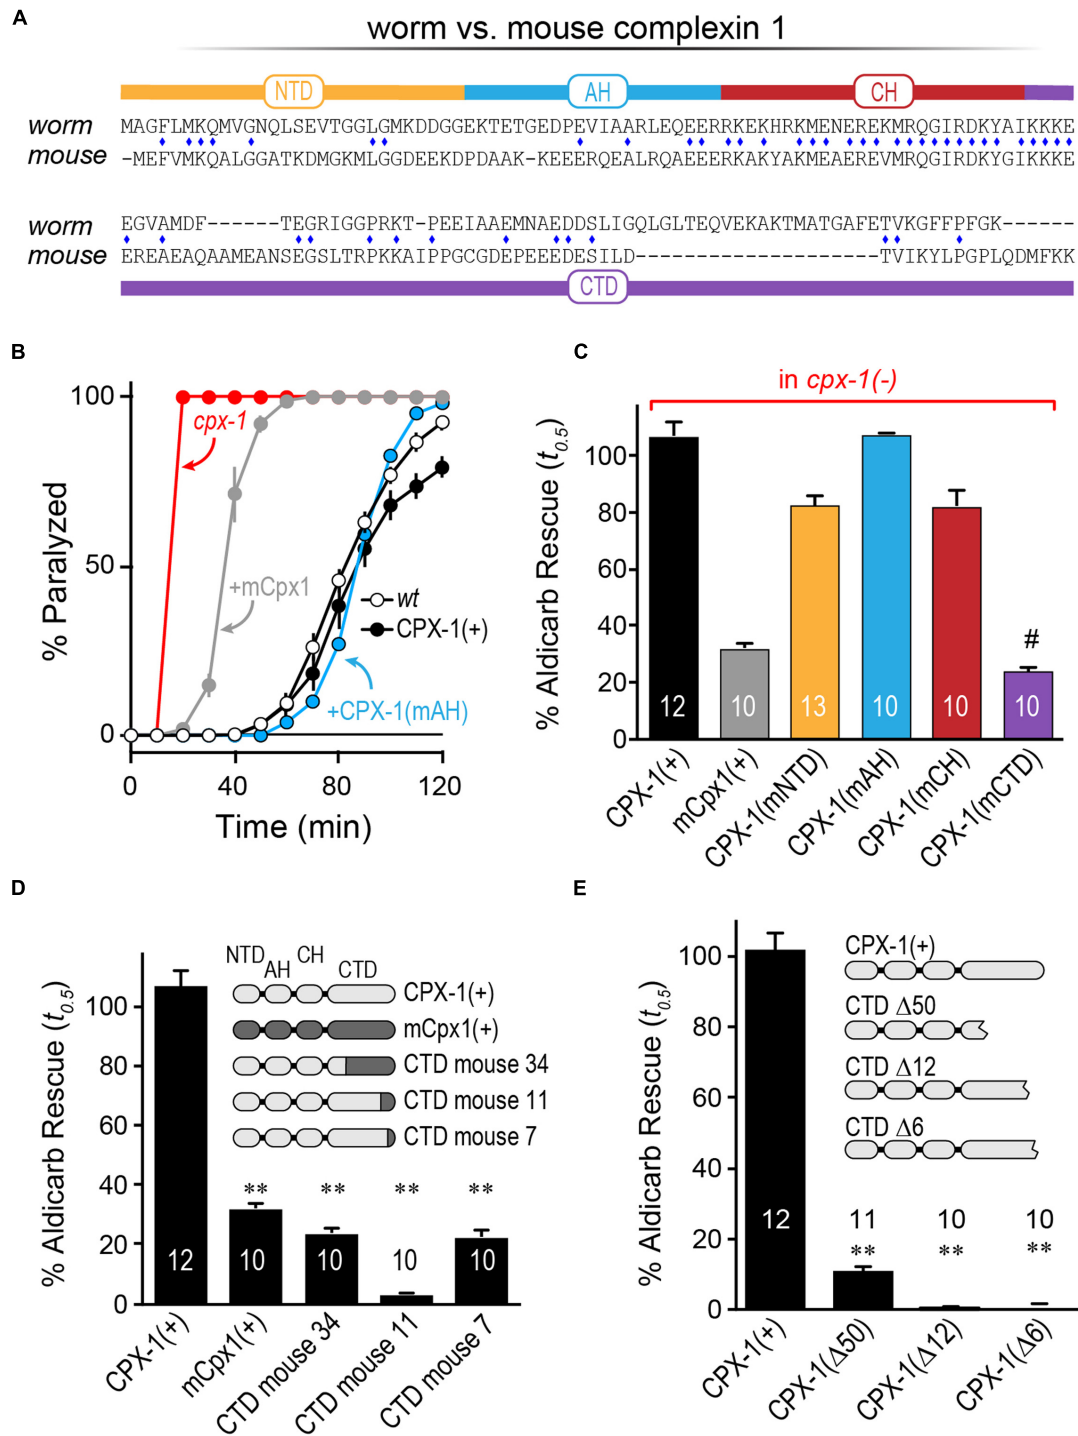 A
worm vs. mouse complexin 1
NTD AH CH
worm MAGFLMKQMVGNQLSEVTGGLGMKDDGGEKTETGEDPEVIAARLEQEERRKEKHRKMENEREKMRQGIRDKYAIKKKE
mouse -MEFVMKQALGGATKDMGKMLGGDEEKDPDAAK-KEEERQEALRQAEEERKAKYAKMEAEREVMRQGIRDKYGIKKKE
worm EGVAMDF------TEGRIGGPRKT-PEEIAAEMNAEDDSLIGQLGLTEQVEKAKTMATGAFETVKGFFPFGK------
mouse EREAEAQAAMEANSEGSLTRPKKAIPPGCGDEPEEEDESILD--------------------TVIKYLPGPLQDMFKK
CTD
B
% Paralyzed
100
50
0
cpx-1
+mCpx1
wt
CPX-1(+)
+CPX-1(mAH)
0 40 80 120
Time (min)
C
in cpx-1(-)
% Aldicarb Rescue (t0.5)
100
80
60
40
20
0
#
12 10 13 10 10 10
CPX-1(+) mCpx1(+) CPX-1(mNTD) CPX-1(mAH) CPX-1(mCH) CPX-1(mCTD)
D
% Aldicarb Rescue (t0.5)
100
80
60
40
20
0
NTD AH CH CTD
CPX-1(+)
mCpx1(+)
CTD mouse 34
CTD mouse 11
CTD mouse 7
** ** ** **
12 10 10 10 10
CPX-1(+) mCpx1(+) CTD mouse 34 CTD mouse 11 CTD mouse 7
E
% Aldicarb Rescue (t0.5)
100
80
60
40
20
0
CPX-1(+)
CTD Δ50
CTD Δ12
CTD Δ6
12 11 10 10
** ** **
CPX-1(+) CPX-1(Δ50) CPX-1(Δ12) CPX-1(Δ6)